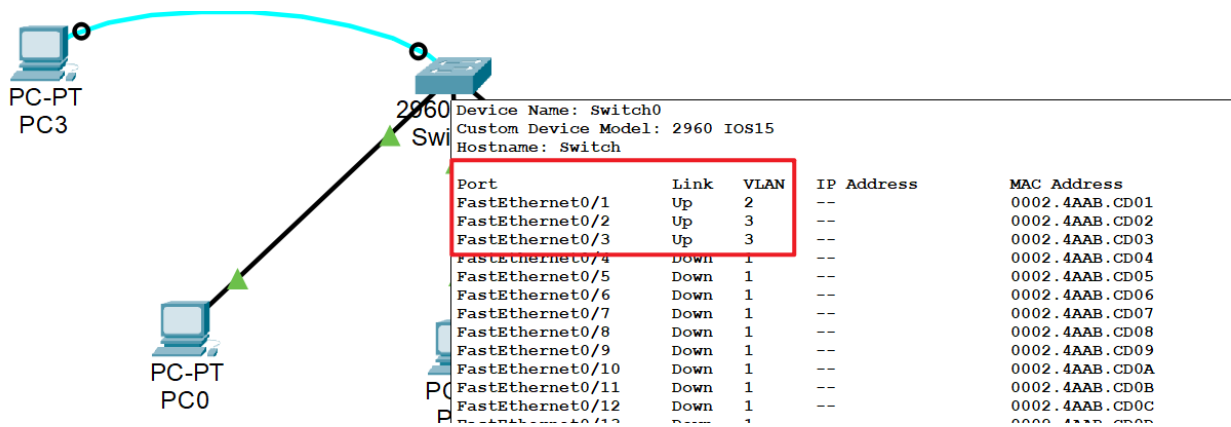 PC-PT
PC3
2960
Swi
Device Name: Switch0
Custom Device Model: 2960 IOS15
Hostname: Switch
Port Link VLAN IP Address MAC Address
FastEthernet0/1 Up 2 -- 0002.4AAB.CD01
FastEthernet0/2 Up 3 -- 0002.4AAB.CD02
FastEthernet0/3 Up 3 -- 0002.4AAB.CD03
FastEthernet0/4 Down 1 -- 0002.4AAB.CD04
FastEthernet0/5 Down 1 -- 0002.4AAB.CD05
FastEthernet0/6 Down 1 -- 0002.4AAB.CD06
FastEthernet0/7 Down 1 -- 0002.4AAB.CD07
FastEthernet0/8 Down 1 -- 0002.4AAB.CD08
FastEthernet0/9 Down 1 -- 0002.4AAB.CD09
FastEthernet0/10 Down 1 -- 0002.4AAB.CD0A
FastEthernet0/11 Down 1 -- 0002.4AAB.CD0B
FastEthernet0/12 Down 1 -- 0002.4AAB.CD0C
PC-PT
PC0